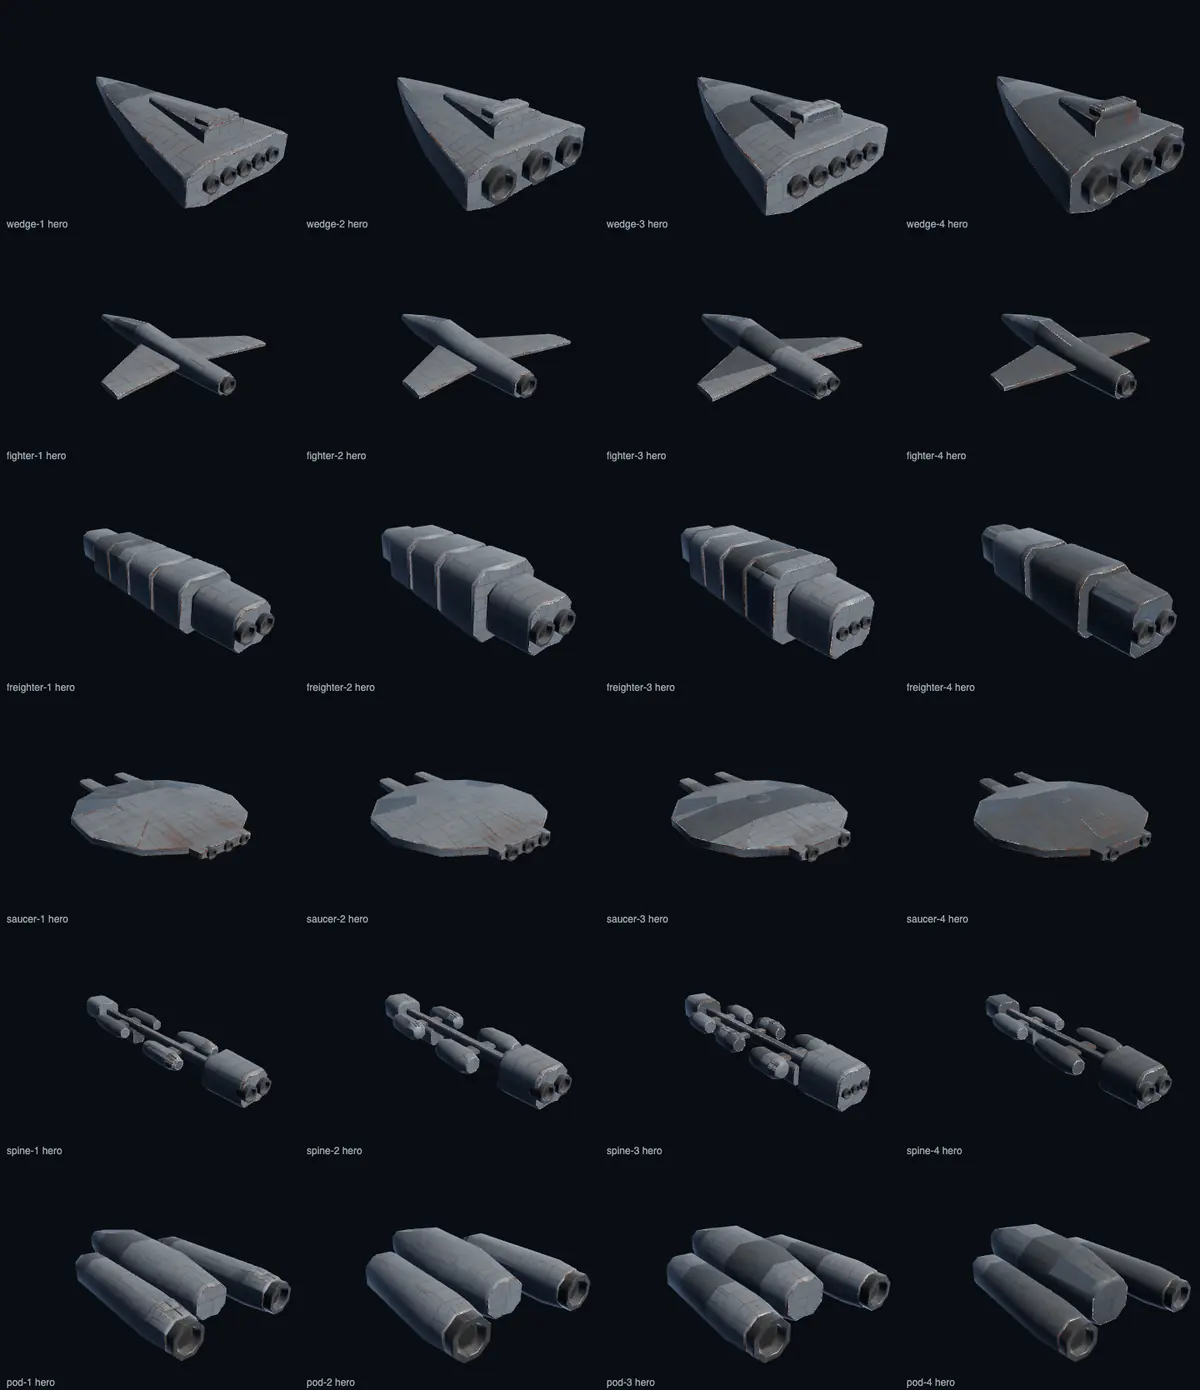 wedge-1 hero
wedge-2 hero
wedge-3 hero
wedge-4 hero
fighter-1 hero
fighter-2 hero
fighter-3 hero
fighter-4 hero
freighter-1 hero
freighter-2 hero
freighter-3 hero
freighter-4 hero
saucer-1 hero
saucer-2 hero
saucer-3 hero
saucer-4 hero
spine-1 hero
spine-2 hero
spine-3 hero
spine-4 hero
pod-1 hero
pod-2 hero
pod-3 hero
pod-4 hero